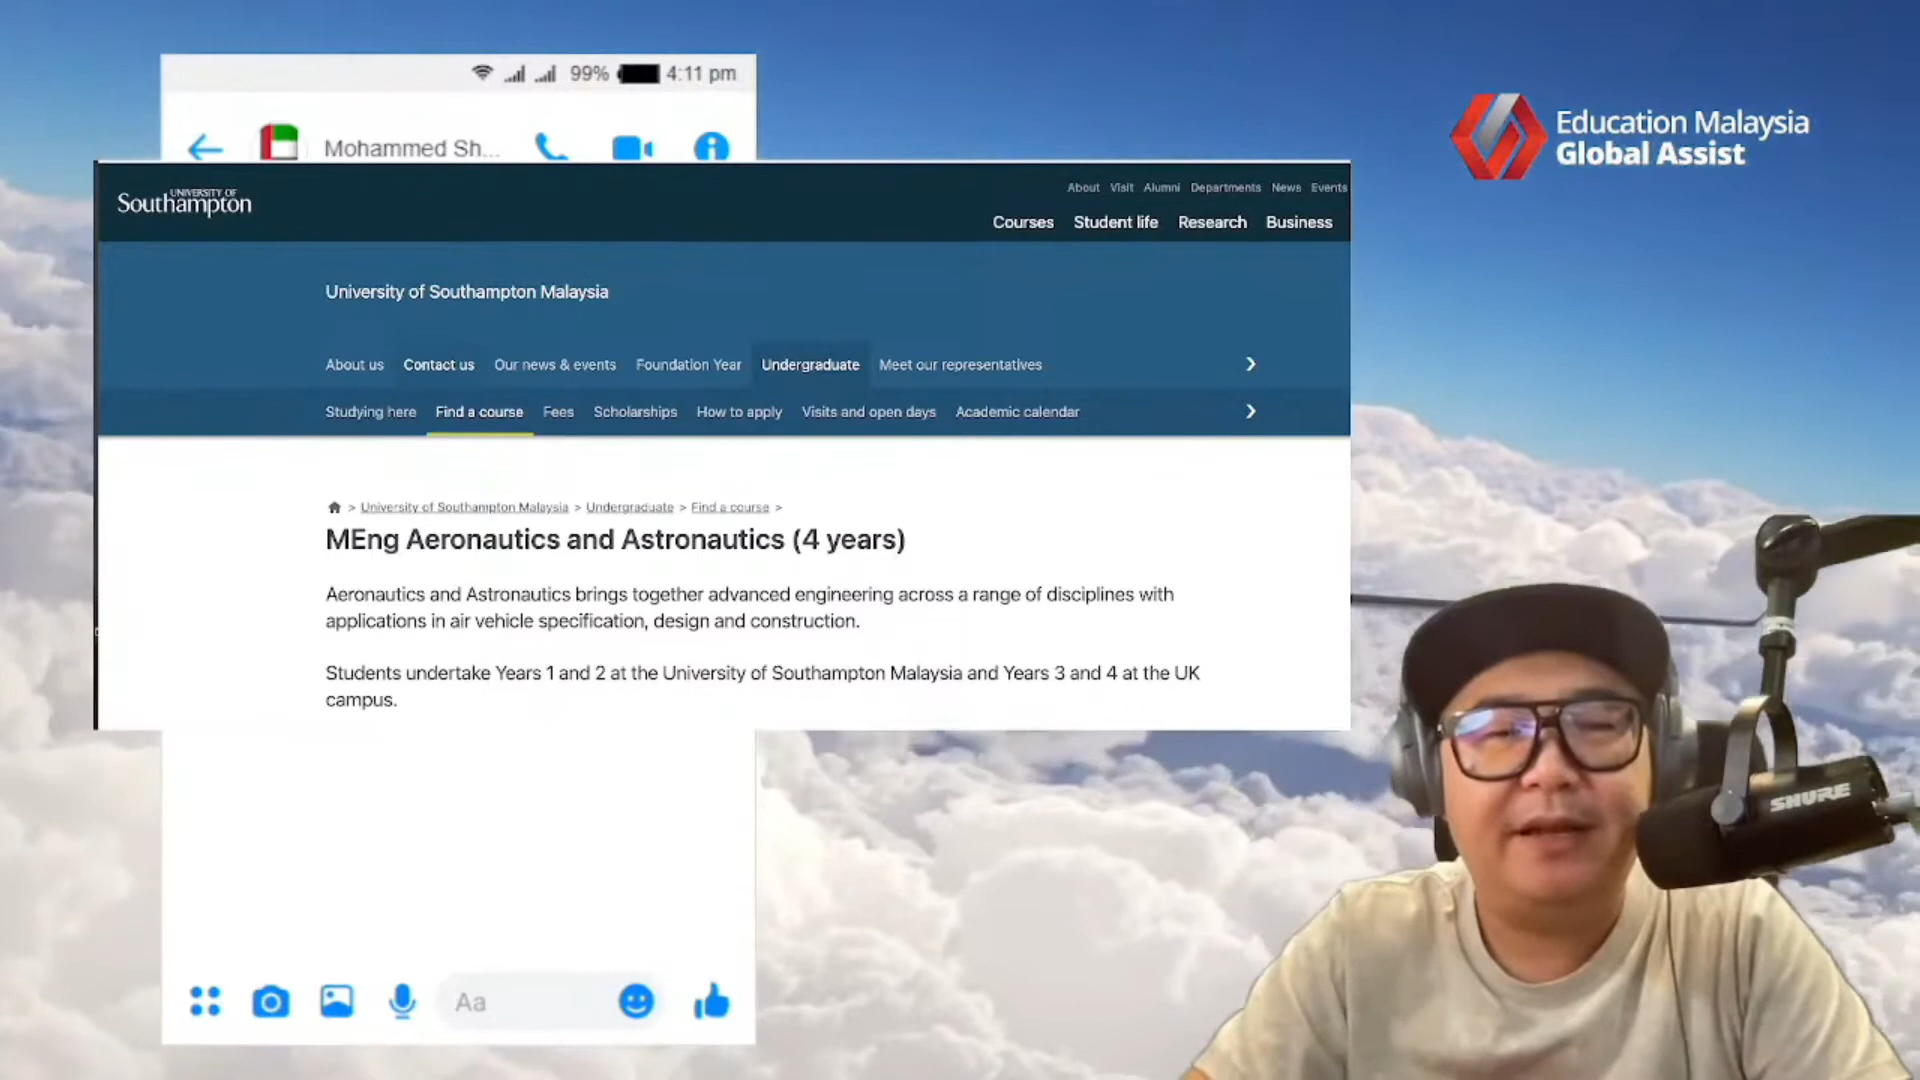 99% 4:11 pm
Mohammed Sh...
Education Malaysia
Global Assist
UNIVERSITY OF
Southampton
About Visit Alumni Departments News Events
Courses Student life Research Business
University of Southampton Malaysia
About us Contact us Our news & events Foundation Year Undergraduate Meet our representatives
Studying here Find a course Fees Scholarships How to apply Visits and open days Academic calendar
> University of Southampton Malaysia > Undergraduate > Find a course >
MEng Aeronautics and Astronautics (4 years)
Aeronautics and Astronautics brings together advanced engineering across a range of disciplines with
applications in air vehicle specification, design and construction.
Students undertake Years 1 and 2 at the University of Southampton Malaysia and Years 3 and 4 at the UK
campus.
SHURE
Aa